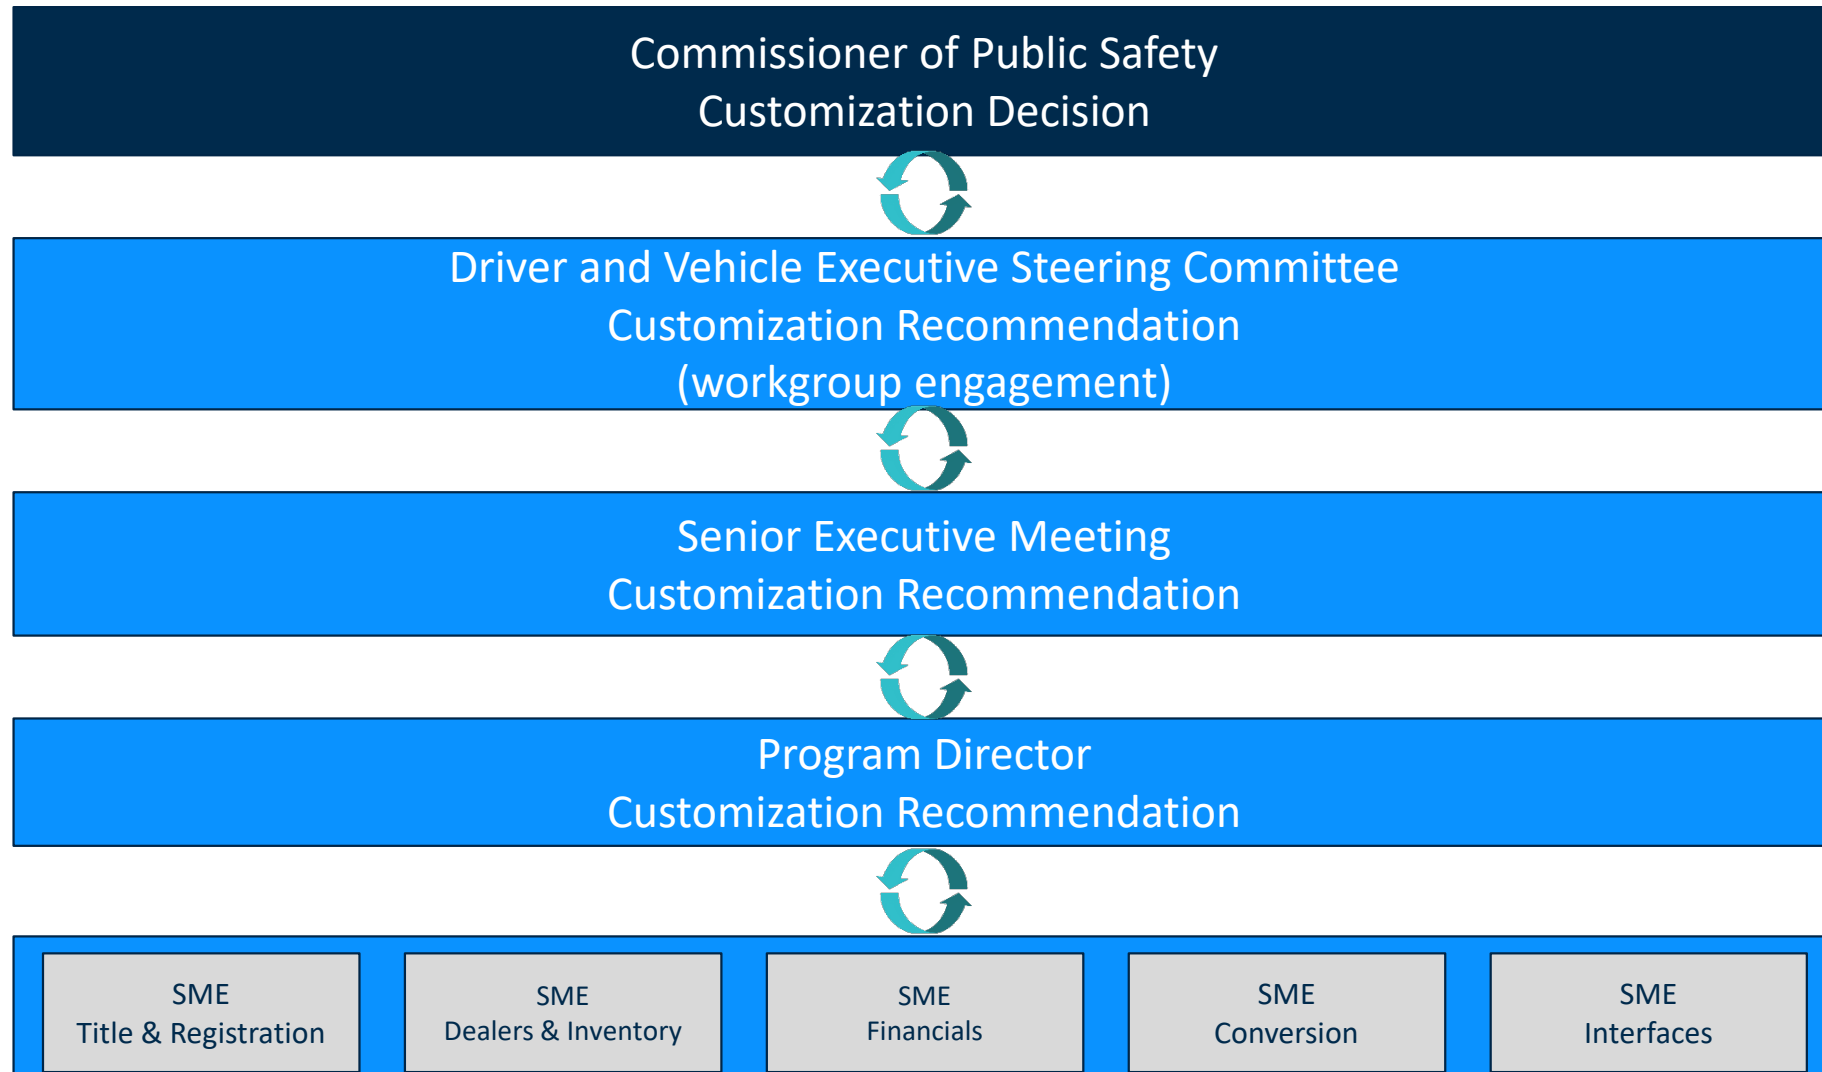 Commissioner of Public Safety
Customization Decision
Driver and Vehicle Executive Steering Committee
Customization Recommendation
(workgroup engagement)
Senior Executive Meeting
Customization Recommendation
Program Director
Customization Recommendation
SME
Title & Registration
SME
Dealers & Inventory
SME
Financials
SME
Conversion
SME
Interfaces